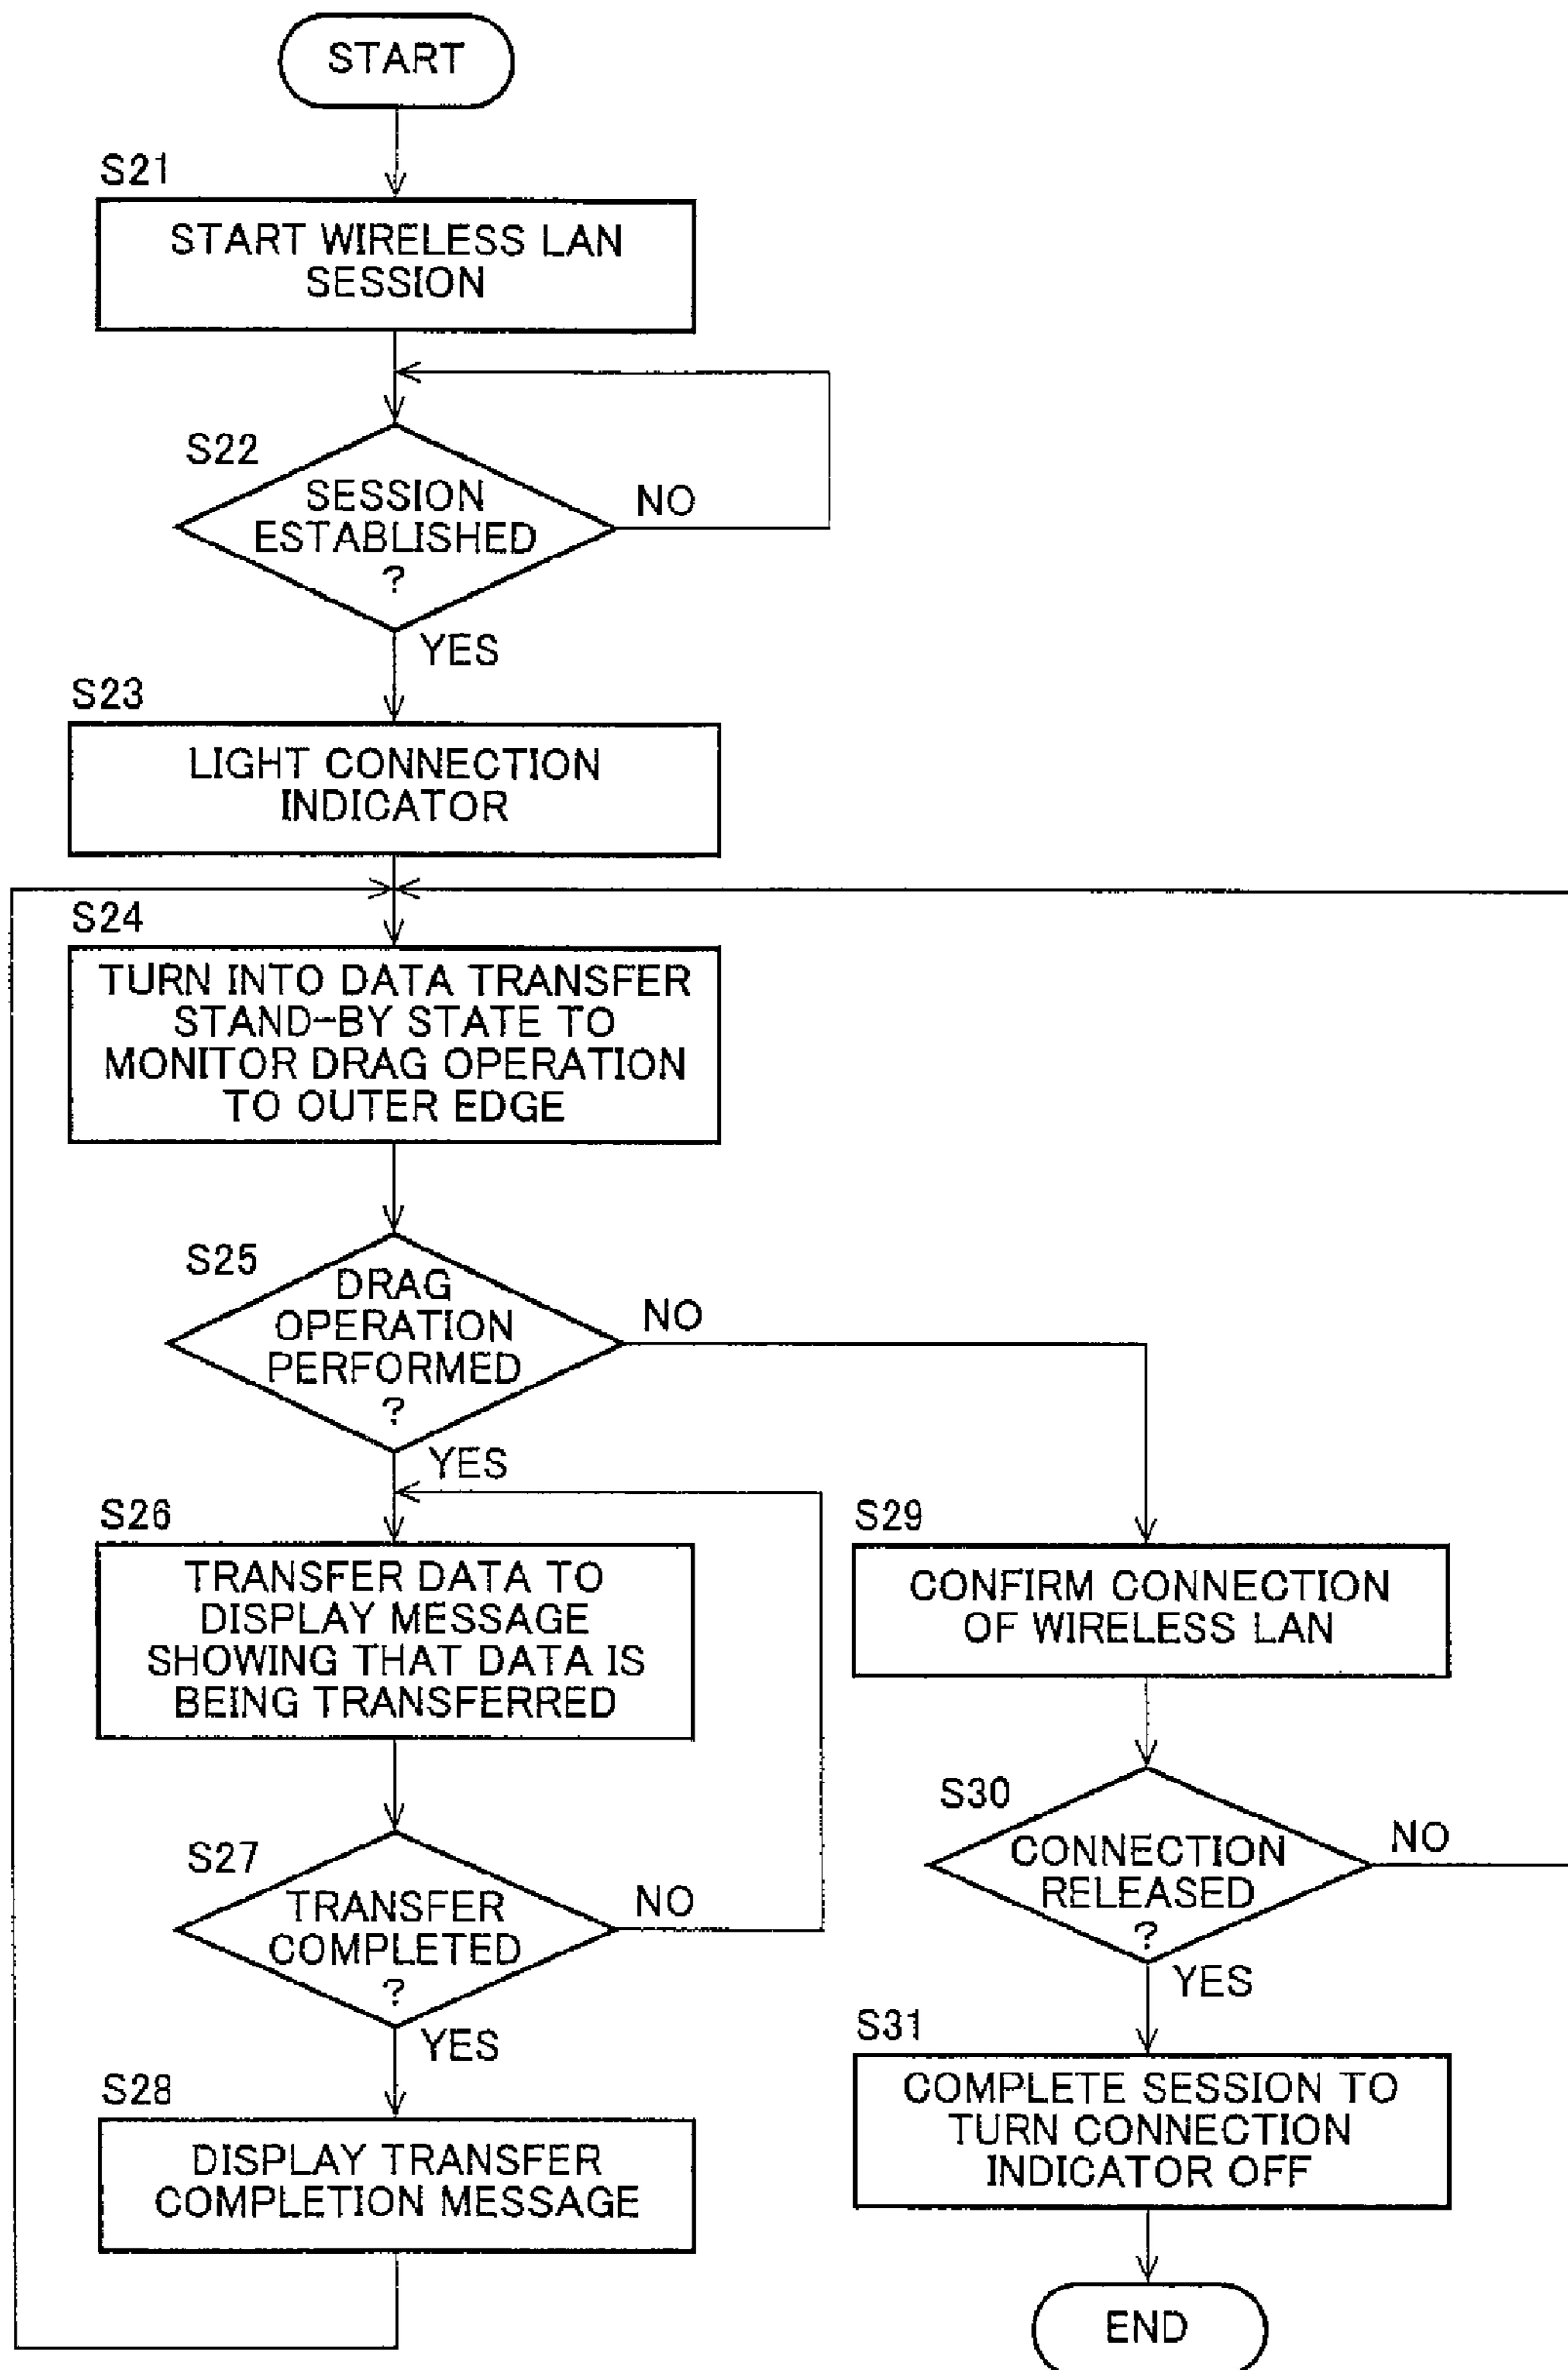 START
S21
START WIRELESS LAN
SESSION
S22
SESSION
ESTABLISHED
?
NO
YES
S23
LIGHT CONNECTION
INDICATOR
S24
TURN INTO DATA TRANSFER
STAND-BY STATE TO
MONITOR DRAG OPERATION
TO OUTER EDGE
S25
DRAG
OPERATION
PERFORMED
?
NO
YES
S26
TRANSFER DATA TO
DISPLAY MESSAGE
SHOWING THAT DATA IS
BEING TRANSFERRED
S27
TRANSFER
COMPLETED
?
NO
YES
S28
DISPLAY TRANSFER
COMPLETION MESSAGE
S29
CONFIRM CONNECTION
OF WIRELESS LAN
S30
CONNECTION
RELEASED
?
NO
YES
S31
COMPLETE SESSION TO
TURN CONNECTION
INDICATOR OFF
END